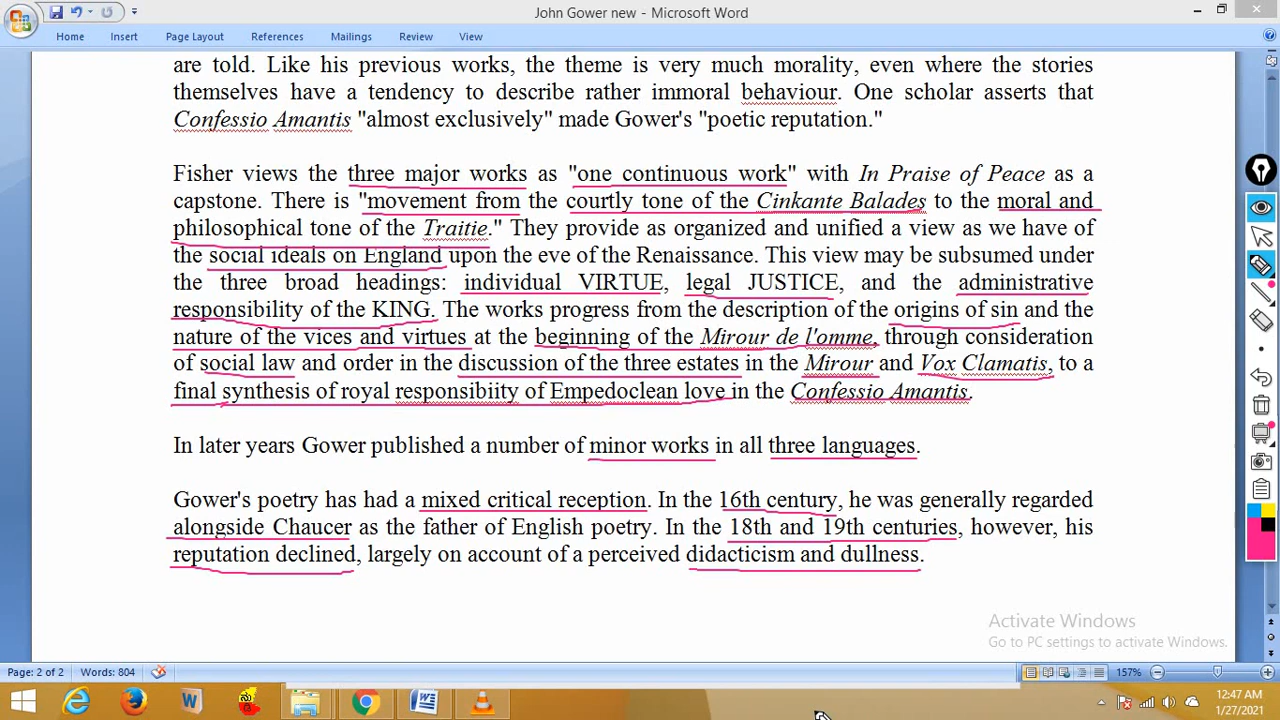 John Gower new - Microsoft Word
Home Insert Page Layout References Mailings Review View
are told. Like his previous works, the theme is very much morality, even where the stories
themselves have a tendency to describe rather immoral behaviour. One scholar asserts that
Confessio Amantis "almost exclusively" made Gower's "poetic reputation."
Fisher views the three major works as "one continuous work" with In Praise of Peace as a
capstone. There is "movement from the courtly tone of the Cinkante Balades to the moral and
philosophical tone of the Traitie." They provide as organized and unified a view as we have of
the social ideals on England upon the eve of the Renaissance. This view may be subsumed under
the three broad headings: individual VIRTUE, legal JUSTICE, and the administrative
responsibility of the KING. The works progress from the description of the origins of sin and the
nature of the vices and virtues at the beginning of the Mirour de l'omme, through consideration
of social law and order in the discussion of the three estates in the Mirour and Vox Clamatis, to a
final synthesis of royal responsibiity of Empedoclean love in the Confessio Amantis.
In later years Gower published a number of minor works in all three languages.
Gower's poetry has had a mixed critical reception. In the 16th century, he was generally regarded
alongside Chaucer as the father of English poetry. In the 18th and 19th centuries, however, his
reputation declined, largely on account of a perceived didacticism and dullness.
Activate Windows
Go to PC settings to activate Windows.
Page: 2 of 2 Words: 804 157%
12:47 AM
1/27/2021